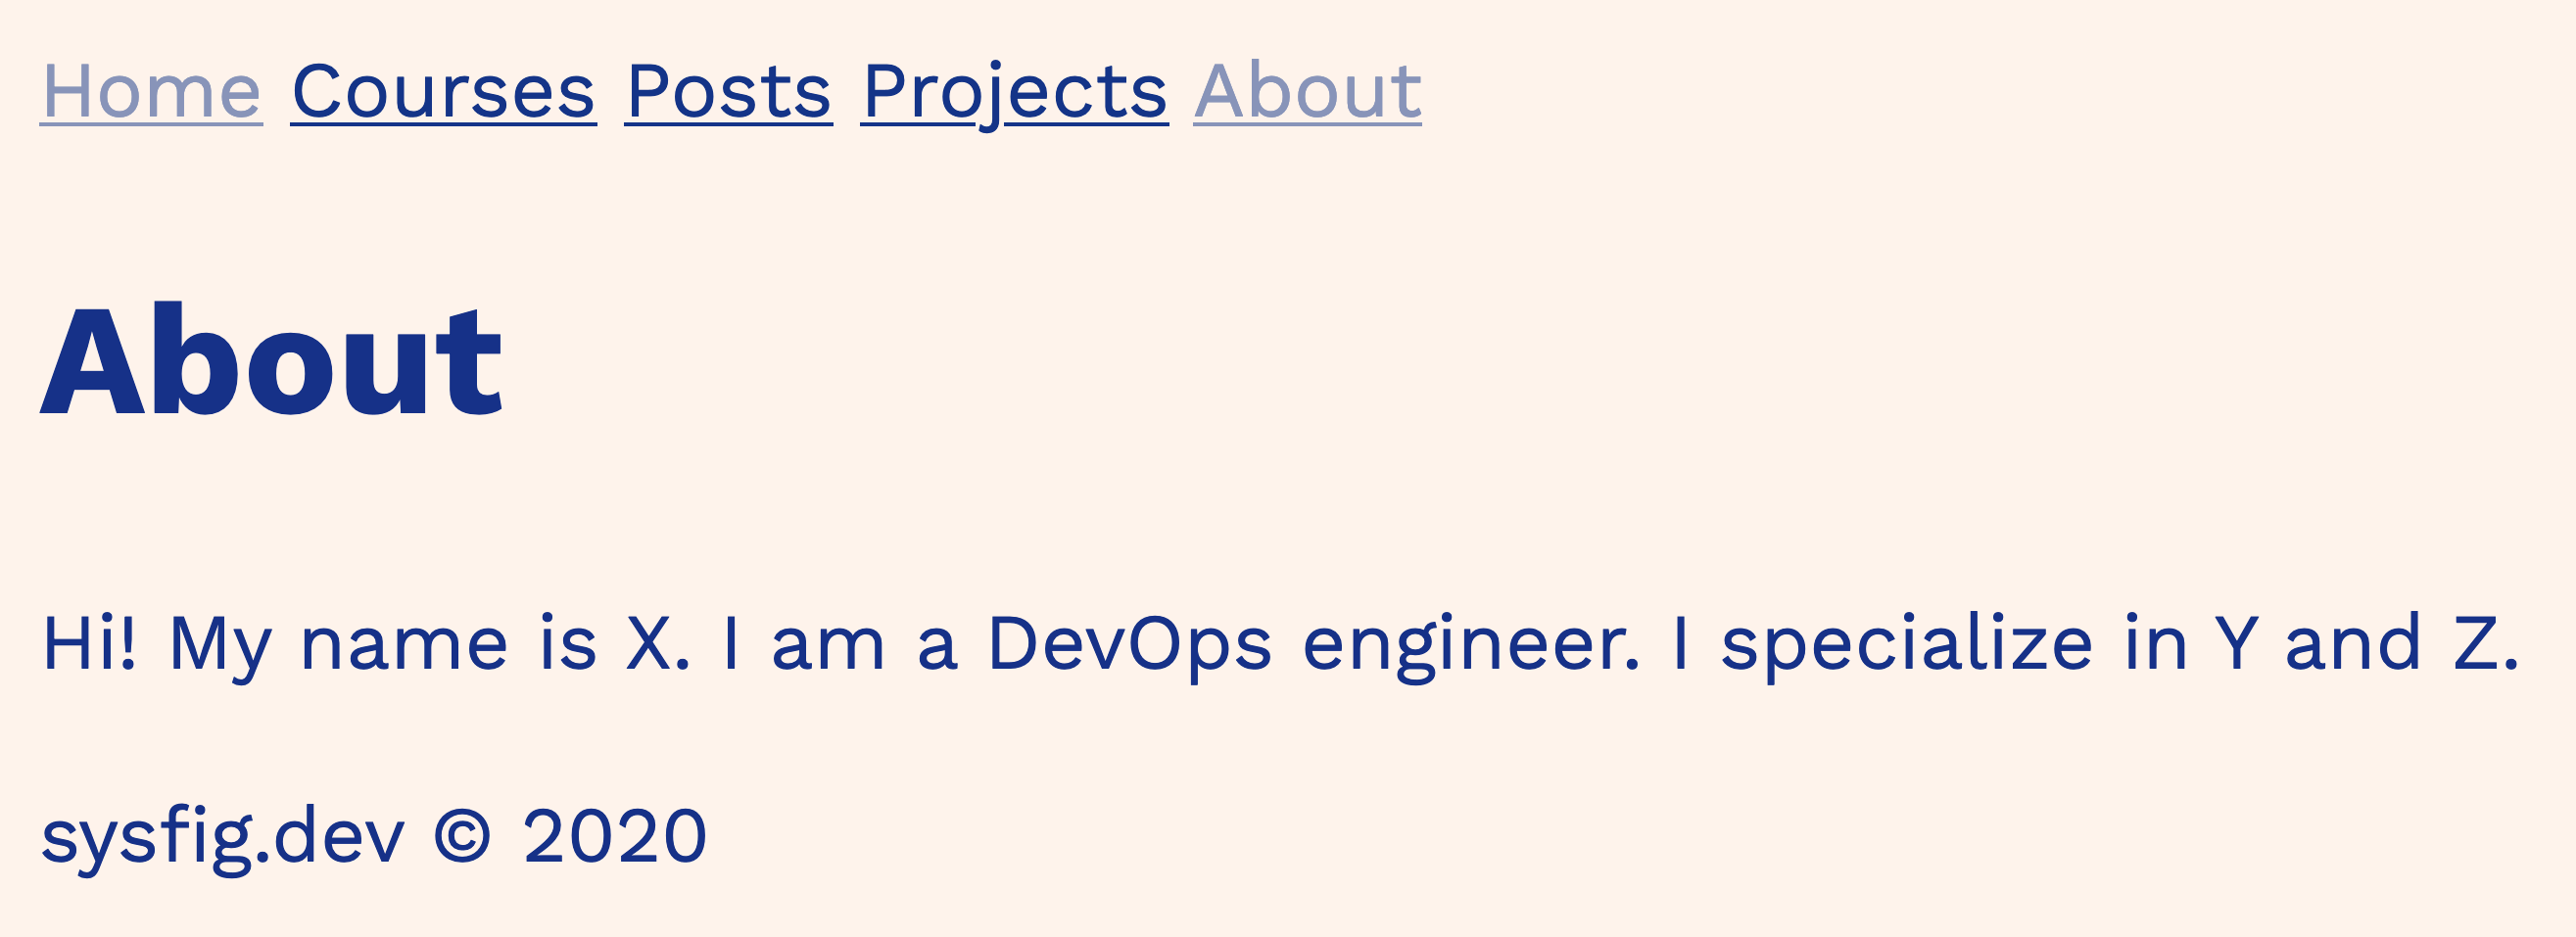 Home Courses Posts Projects About
About
Hi! My name is X. I am a DevOps engineer. I specialize in Y and Z.
sysfig.dev © 2020